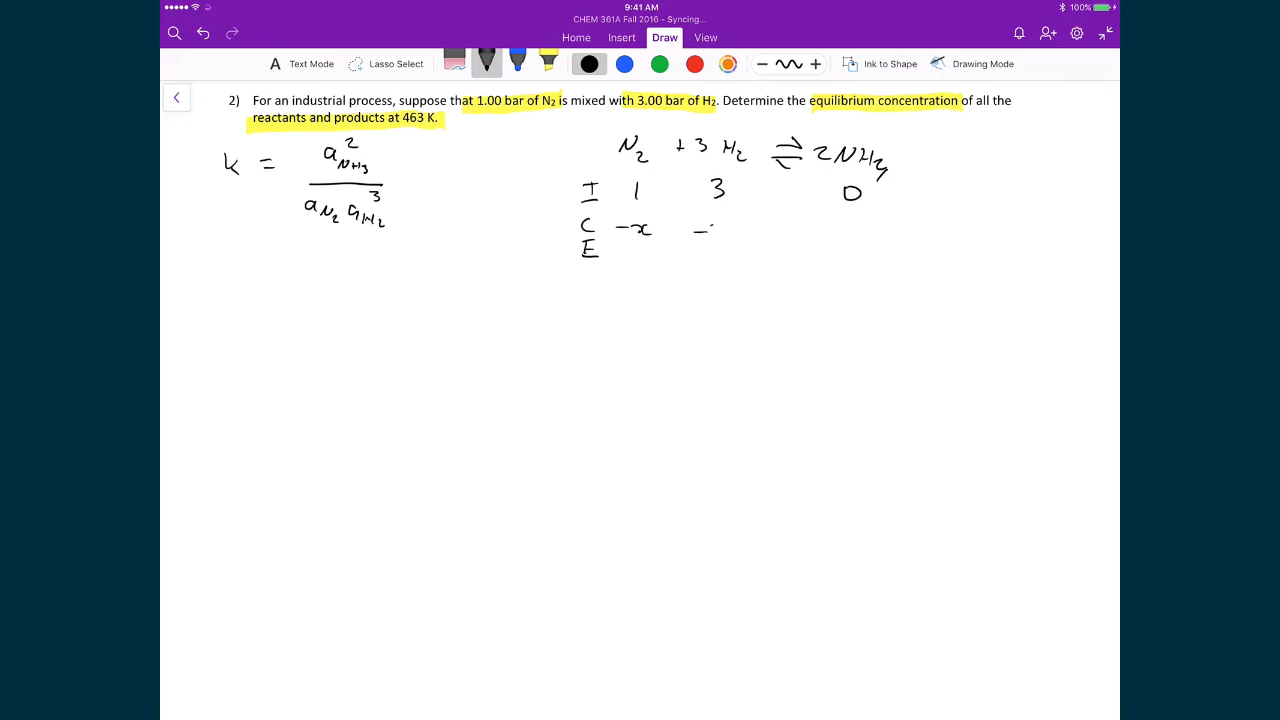 9:41 AM
100%
CHEM 361A Fall 2016 - Syncing...
Home Insert Draw View
A Text Mode Lasso Select Ink to Shape Drawing Mode
2) For an industrial process, suppose that 1.00 bar of N₂ is mixed with 3.00 bar of H₂. Determine the equilibrium concentration of all the
reactants and products at 463 K.
K = a²NH₃ / aN₂ a³H₂
N₂ + 3 H₂ ⇌ 2NH₃
I 1 3 0
C -x -
E